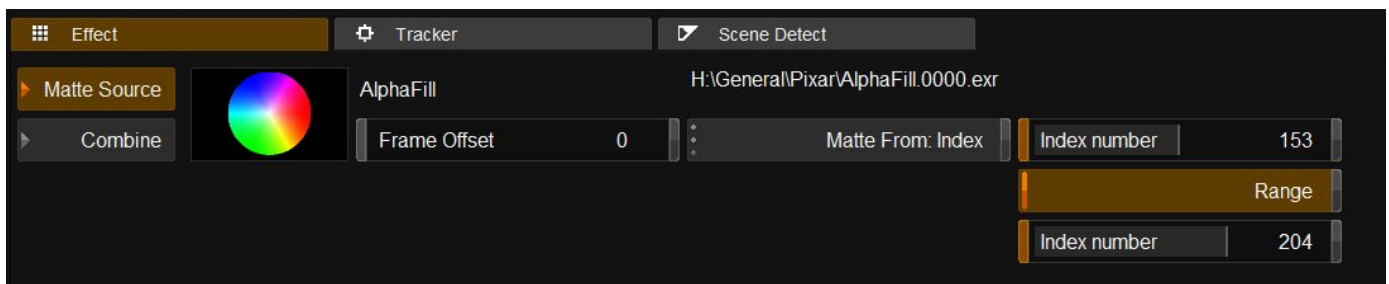 Effect
Tracker
Scene Detect
Matte Source
AlphaFill
H:\General\Pixar\AlphaFill.0000.exr
Combine
Frame Offset 0
Matte From: Index
Index number 153
Range
Index number 204